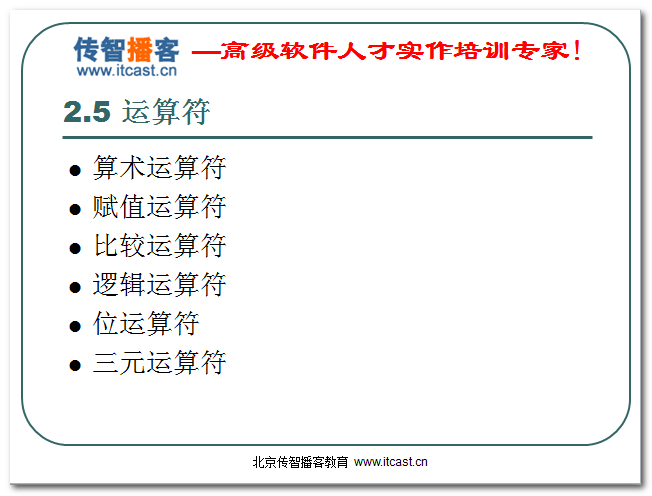 传智播客 —高级软件人才实作培训专家!
www.itcast.cn
2.5 运算符
● 算术运算符
● 赋值运算符
● 比较运算符
● 逻辑运算符
● 位运算符
● 三元运算符
北京传智播客教育 www.itcast.cn